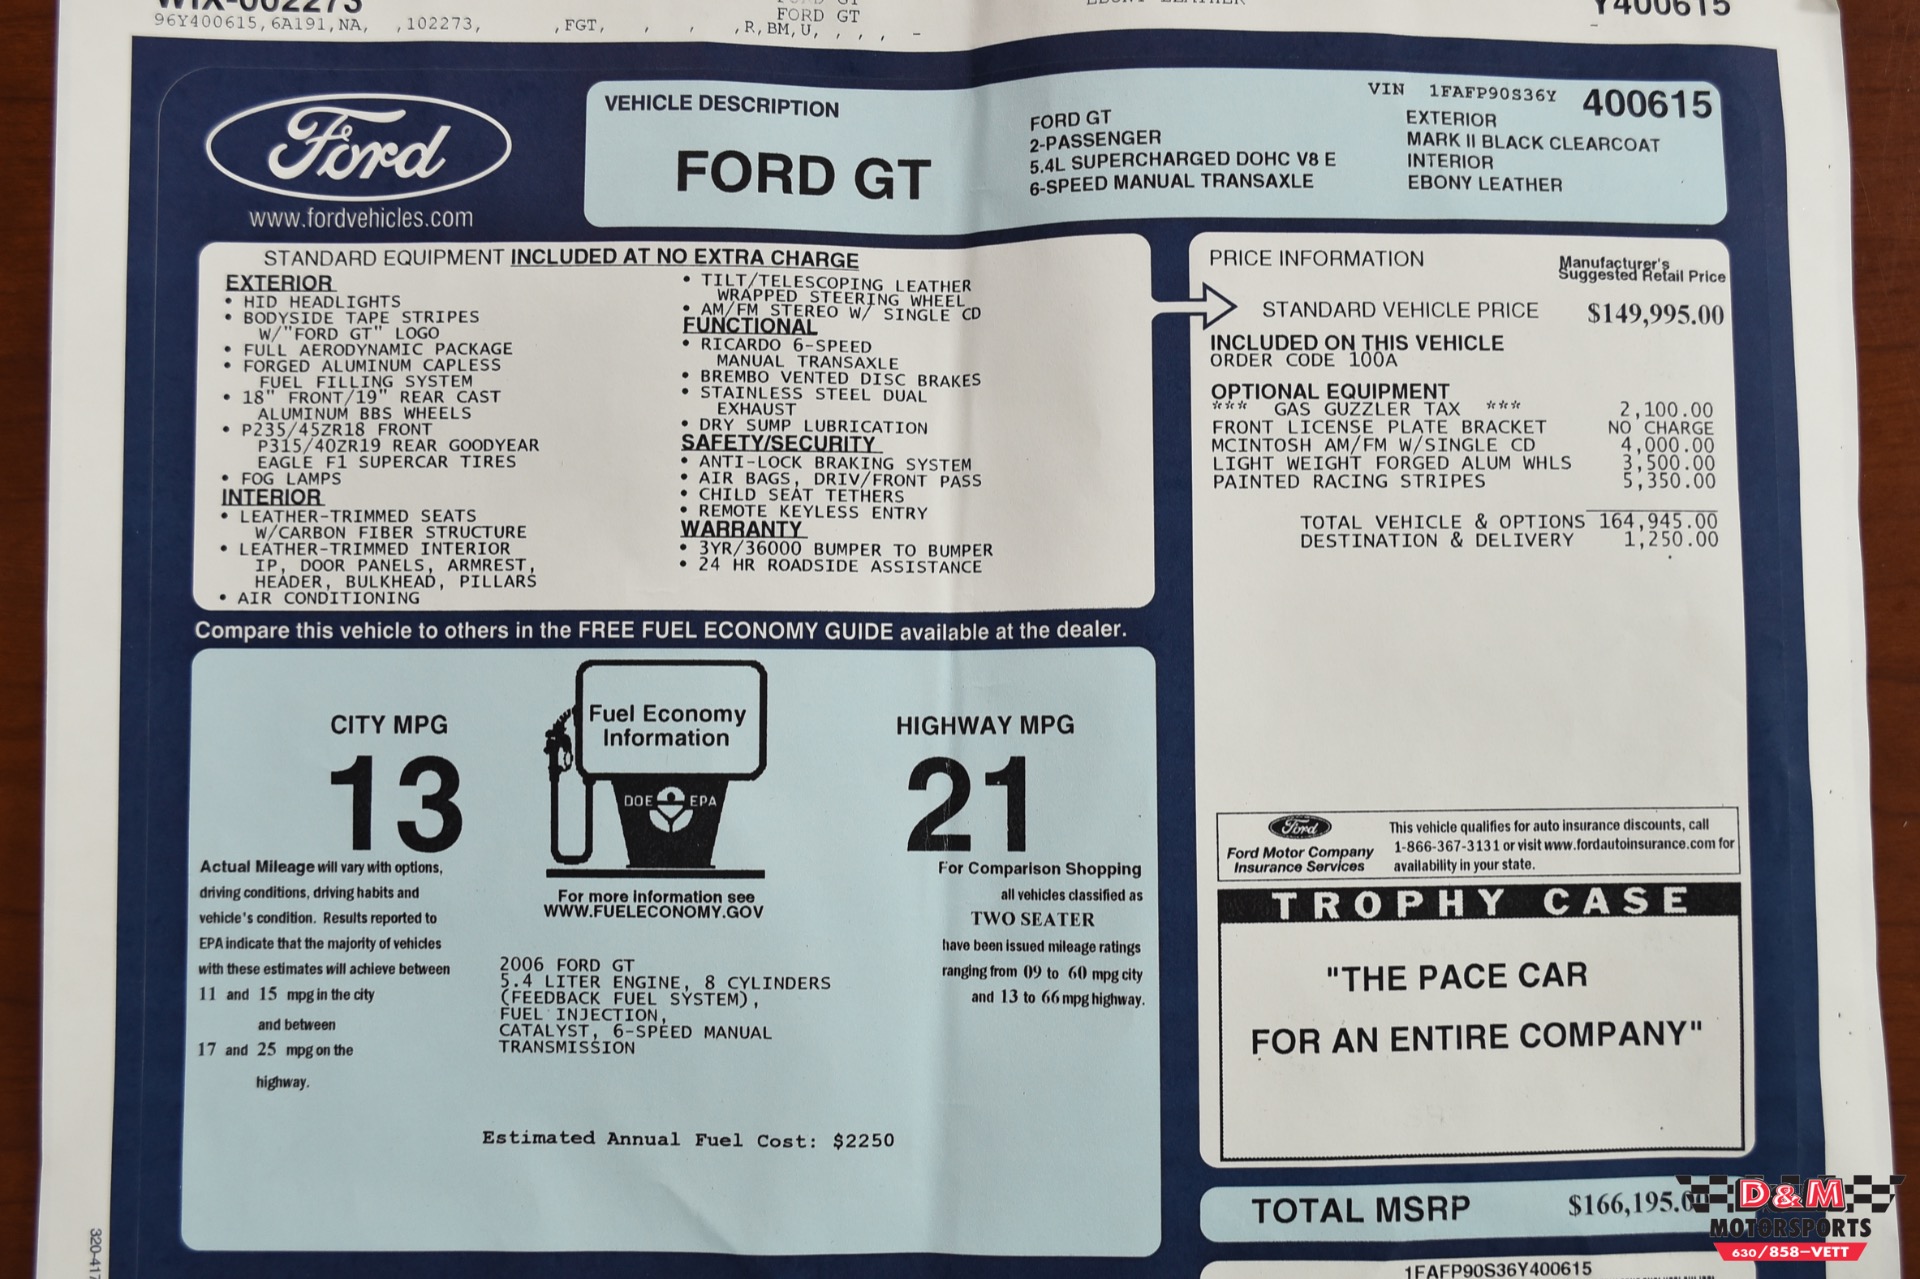 WIX-002273
FORD GT
EBONY LEATHER
Y400615
96Y400615,6A191,NA, ,102273, ,FGT, , , ,R,BM,U, , , , -
Ford
www.fordvehicles.com
VEHICLE DESCRIPTION
FORD GT
FORD GT
2-PASSENGER
5.4L SUPERCHARGED DOHC V8 E
6-SPEED MANUAL TRANSAXLE
VIN 1FAFP90S36Y 400615
EXTERIOR
MARK II BLACK CLEARCOAT
INTERIOR
EBONY LEATHER
STANDARD EQUIPMENT INCLUDED AT NO EXTRA CHARGE
EXTERIOR
• HID HEADLIGHTS
• BODYSIDE TAPE STRIPES
W/"FORD GT" LOGO
• FULL AERODYNAMIC PACKAGE
• FORGED ALUMINUM CAPLESS
FUEL FILLING SYSTEM
• 18" FRONT/19" REAR CAST
ALUMINUM BBS WHEELS
• P235/45ZR18 FRONT
P315/40ZR19 REAR GOODYEAR
EAGLE F1 SUPERCAR TIRES
• FOG LAMPS
INTERIOR
• LEATHER-TRIMMED SEATS
W/CARBON FIBER STRUCTURE
• LEATHER-TRIMMED INTERIOR
IP, DOOR PANELS, ARMREST,
HEADER, BULKHEAD, PILLARS
• AIR CONDITIONING
• TILT/TELESCOPING LEATHER
WRAPPED STEERING WHEEL
• AM/FM STEREO W/ SINGLE CD
FUNCTIONAL
• RICARDO 6-SPEED
MANUAL TRANSAXLE
• BREMBO VENTED DISC BRAKES
• STAINLESS STEEL DUAL
EXHAUST
• DRY SUMP LUBRICATION
SAFETY/SECURITY
• ANTI-LOCK BRAKING SYSTEM
• AIR BAGS, DRIV/FRONT PASS
• CHILD SEAT TETHERS
• REMOTE KEYLESS ENTRY
WARRANTY
• 3YR/36000 BUMPER TO BUMPER
• 24 HR ROADSIDE ASSISTANCE
PRICE INFORMATION
Manufacturer's
Suggested Retail Price
STANDARD VEHICLE PRICE $149,995.00
INCLUDED ON THIS VEHICLE
ORDER CODE 100A
OPTIONAL EQUIPMENT
*** GAS GUZZLER TAX *** 2,100.00
FRONT LICENSE PLATE BRACKET NO CHARGE
MCINTOSH AM/FM W/SINGLE CD 4,000.00
LIGHT WEIGHT FORGED ALUM WHLS 3,500.00
PAINTED RACING STRIPES 5,350.00
TOTAL VEHICLE & OPTIONS 164,945.00
DESTINATION & DELIVERY 1,250.00
Compare this vehicle to others in the FREE FUEL ECONOMY GUIDE available at the dealer.
CITY MPG
13
Actual Mileage will vary with options,
driving conditions, driving habits and
vehicle's condition. Results reported to
EPA indicate that the majority of vehicles
with these estimates will achieve between
11 and 15 mpg in the city
and between
17 and 25 mpg on the
highway.
Fuel Economy
Information
DOE EPA
For more information see
WWW.FUELECONOMY.GOV
2006 FORD GT
5.4 LITER ENGINE, 8 CYLINDERS
(FEEDBACK FUEL SYSTEM),
FUEL INJECTION,
CATALYST, 6-SPEED MANUAL
TRANSMISSION
HIGHWAY MPG
21
For Comparison Shopping
all vehicles classified as
TWO SEATER
have been issued mileage ratings
ranging from 09 to 60 mpg city
and 13 to 66 mpg highway.
Estimated Annual Fuel Cost: $2250
Ford
Ford Motor Company
Insurance Services
This vehicle qualifies for auto insurance discounts, call
1-866-367-3131 or visit www.fordautoinsurance.com for
availability in your state.
TROPHY CASE
"THE PACE CAR
FOR AN ENTIRE COMPANY"
TOTAL MSRP $166,195.0
D&M
MOTORSPORTS
630/858-VETT
1FAFP90S36Y400615
320-417